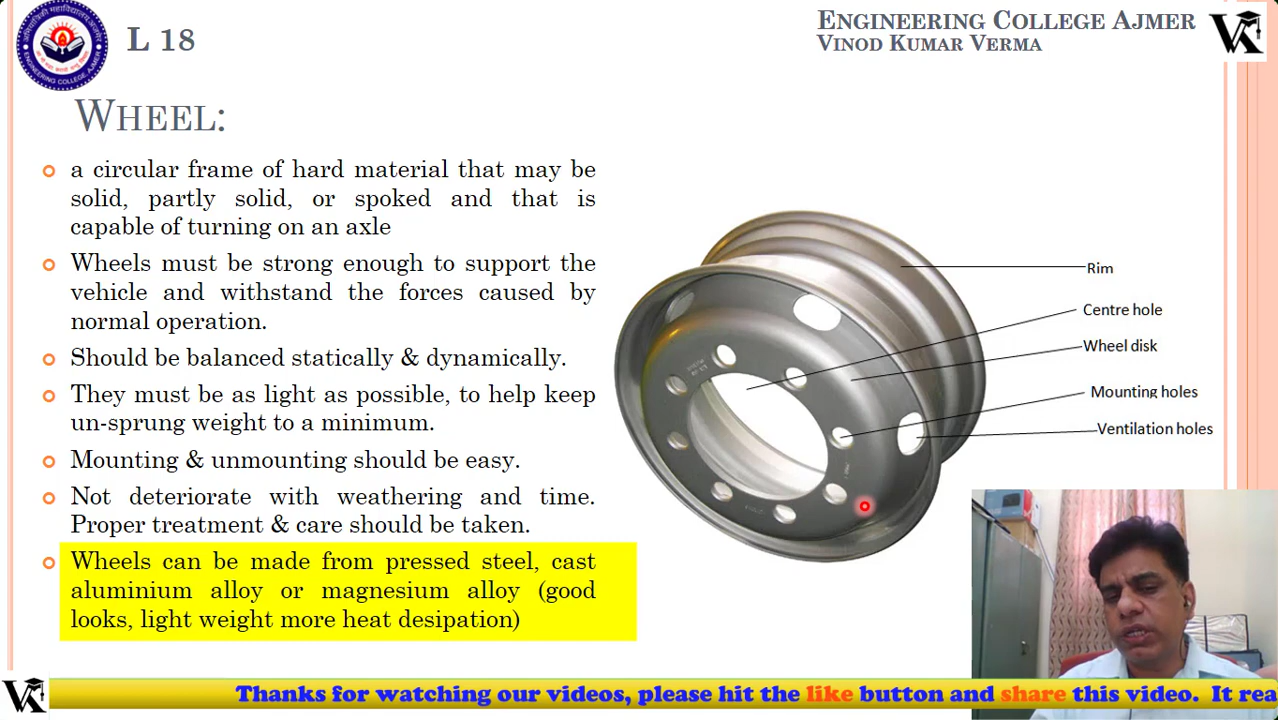 L 18
ENGINEERING COLLEGE AJMER
VINOD KUMAR VERMA
WHEEL:
a circular frame of hard material that may be
solid, partly solid, or spoked and that is
capable of turning on an axle
Wheels must be strong enough to support the
vehicle and withstand the forces caused by
normal operation.
Should be balanced statically & dynamically.
They must be as light as possible, to help keep
un-sprung weight to a minimum.
Mounting & unmounting should be easy.
Not deteriorate with weathering and time.
Proper treatment & care should be taken.
Wheels can be made from pressed steel, cast
aluminium alloy or magnesium alloy (good
looks, light weight more heat desipation)
Rim
Centre hole
Wheel disk
Mounting holes
Ventilation holes
Thanks for watching our videos, please hit the like button and share this video. It rea